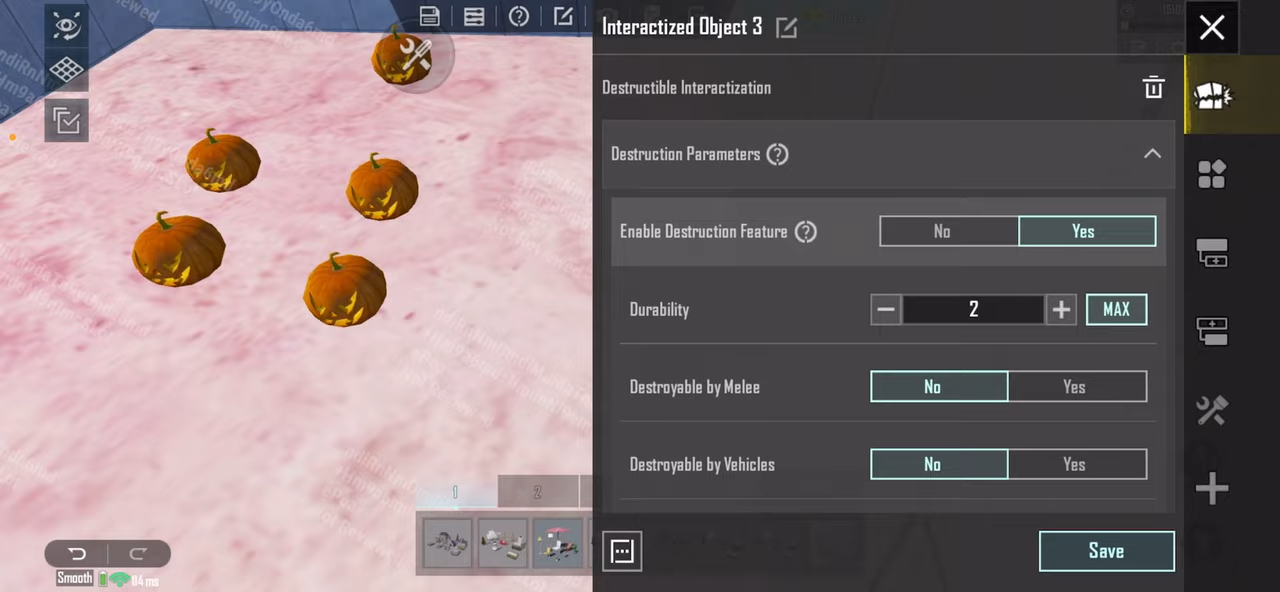 Interactized Object 3
Destructible Interactization
Destruction Parameters
Enable Destruction Feature
No
Yes
Durability
2
MAX
Destroyable by Melee
No
Yes
Destroyable by Vehicles
No
Yes
1
2
Smooth
Save